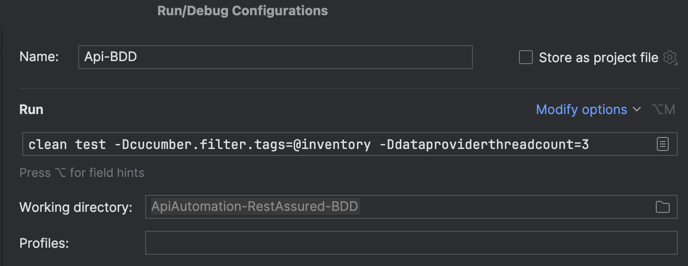 Run/Debug Configurations
Name: Api-BDD Store as project file
Run Modify options ⌥M
clean test -Dcucumber.filter.tags=@inventory -Ddataproviderthreadcount=3
Press ⌥ for field hints
Working directory: ApiAutomation-RestAssured-BDD
Profiles: